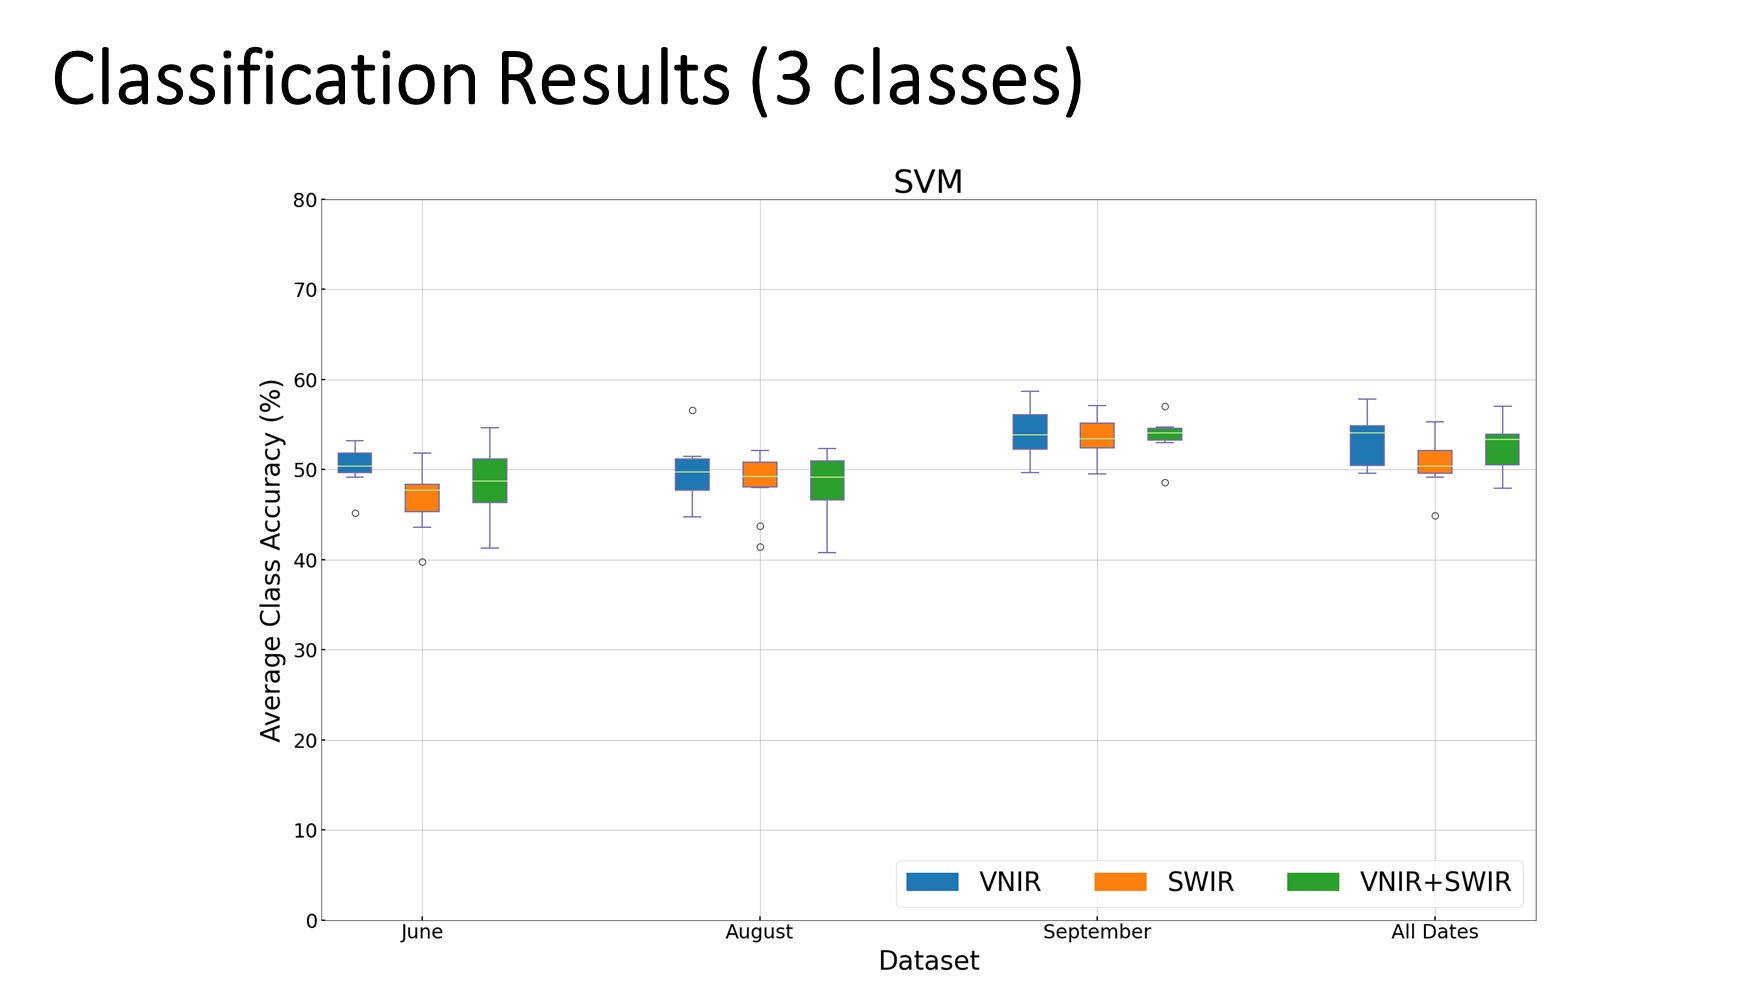 Classification Results (3 classes)
SVM
80
70
60
50
40
30
20
10
0
Average Class Accuracy (%)
VNIR SWIR VNIR+SWIR
June August September All Dates
Dataset